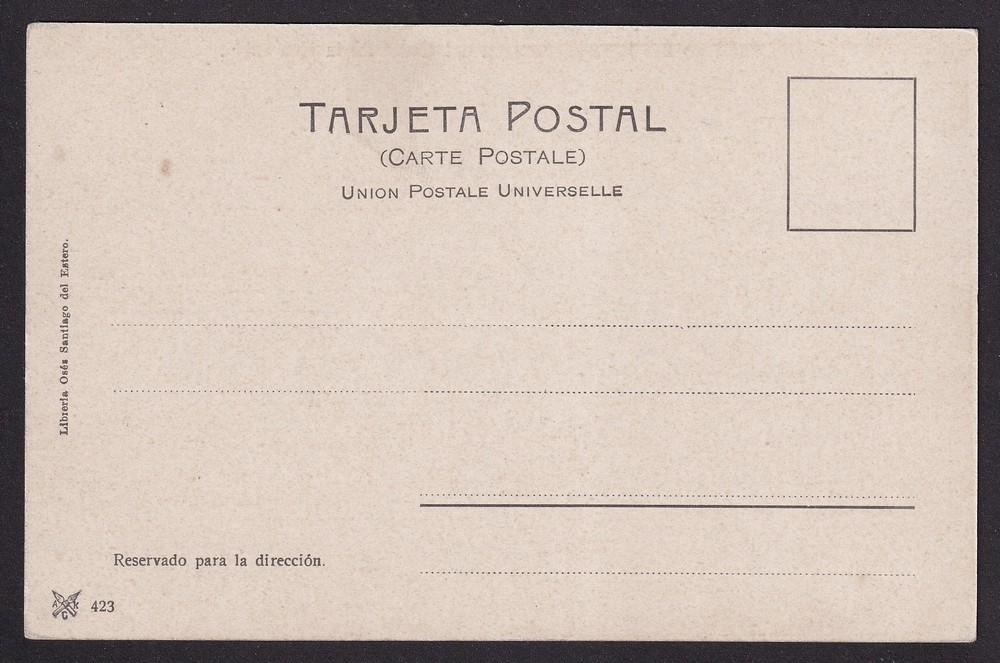 TARJETA POSTAL
(CARTE POSTALE)
UNION POSTALE UNIVERSELLE
Libreria Osés Santiago del Estero.
Reservado para la dirección.
A K G 423